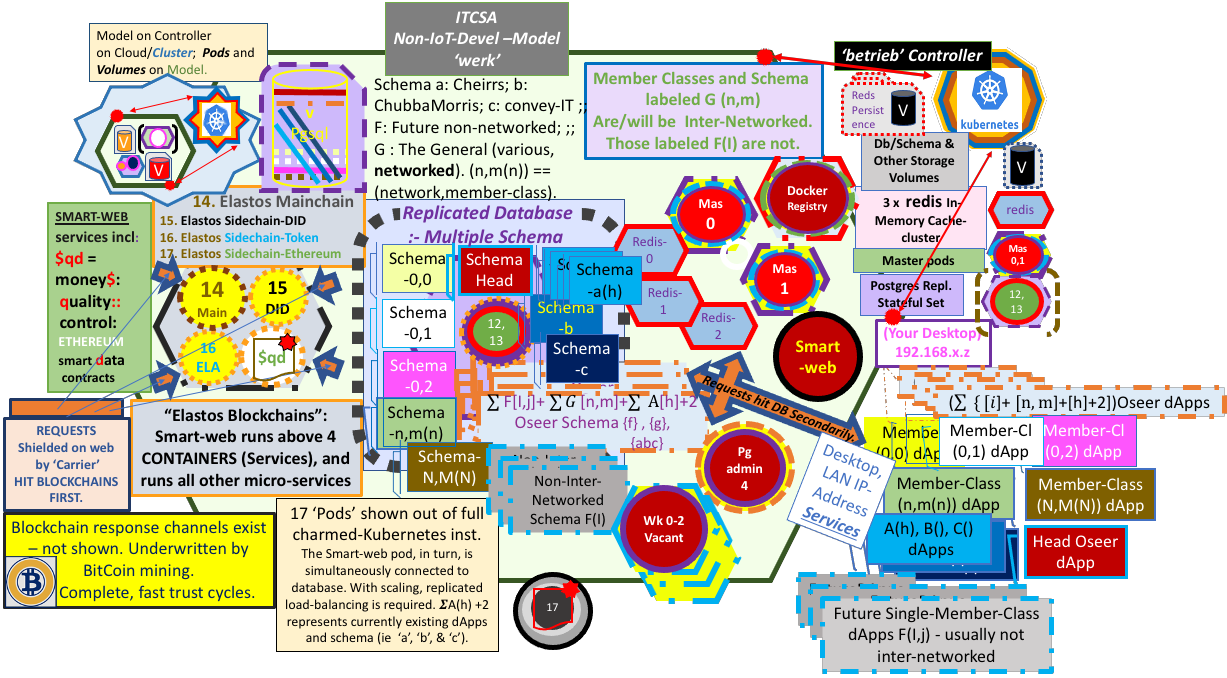 ITCSA
Non-IoT-Devel –Model
‘werk’
Model on Controller
on Cloud/Cluster; Pods and
Volumes on Model.
V
V
V
Pgsql
Schema a: Cheirrs; b:
ChubbaMorris; c: convey-IT ;;
F: Future non-networked; ;;
G : The General (various,
networked). (n,m(n)) ==
(network,member-class).
Member Classes and Schema
labeled G (n,m)
Are/will be Inter-Networked.
Those labeled F(I) are not.
‘betrieb’ Controller
Reds
Persist
ence
V
kubernetes
Db/Schema &
Other Storage
Volumes
V
3 x redis In-
Memory Cache-
cluster
redis
Master pods
Mas
0,1
Postgres Repl.
Stateful Set
12,
13
(Your Desktop)
192.168.x.z
SMART-WEB
services incl:
$qd =
money$:
quality::
control:
ETHEREUM
smart data
contracts
14. Elastos Mainchain
15. Elastos Sidechain-DID
16. Elastos Sidechain-Token
17. Elastos Sidechain-Ethereum
14
Main
15
DID
16
ELA
$qd
“Elastos Blockchains”:
Smart-web runs above 4
CONTAINERS (Services), and
runs all other micro-services
REQUESTS
Shielded on web
by ‘Carrier’
HIT BLOCKCHAINS
FIRST.
Blockchain response channels exist
– not shown. Underwritten by
BitCoin mining.
Complete, fast trust cycles.
17 ‘Pods’ shown out of full
charmed-Kubernetes inst.
The Smart-web pod, in turn, is
simultaneously connected to
database. With scaling, replicated
load-balancing is required. ΣA(h) +2
represents currently existing dApps
and schema (ie ‘a’, ‘b’, & ‘c’).
17
Replicated Database
:- Multiple Schema
Schema
-0,0
Schema
Head
Sc
Schema
-a(h)
Schema
-0,1
12,
13
Schema
-b
Schema
-c
Schema
-0,2
Schema
-n,m(n)
Schema-
N,M(N)
∑ F[I,j]+ ∑ G [n,m]+∑ A[h]+2
Oseer Schema {f} , {g},
{abc}
Non-Inter-
Networked
Schema F(I)
Redis-
0
Redis-
1
Redis-
2
Mas
0
Docker
Registry
Mas
1
Smart
-web
Requests hit DB Secondarily.
Pg
admin
4
Wk 0-2
Vacant
Desktop,
LAN IP-
Address
Services
(∑ { [i]+ [n, m]+[h]+2])Oseer dApps
Membe
(0,0) dAp
Member-Cl
(0,1) dApp
Member-Cl
(0,2) dApp
Member-Class
(n,m(n)) dApp
Member-Class
(N,M(N)) dApp
A(h), B(), C()
dApps
Head Oseer
dApp
Future Single-Member-Class
dApps F(I,j) - usually not
inter-networked